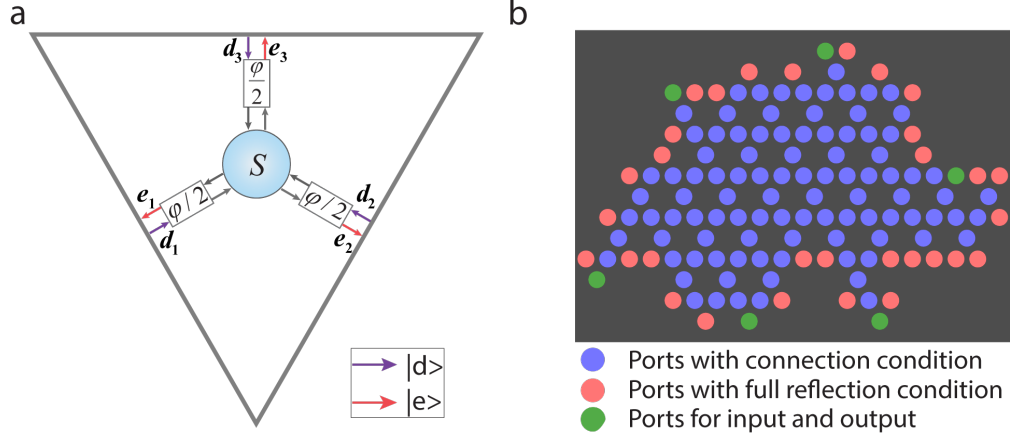 a
b
d3
e3
φ
2
S
e1
φ / 2
d1
φ / 2
d2
e2
|d>
|e>
Ports with connection condition
Ports with full reflection condition
Ports for input and output